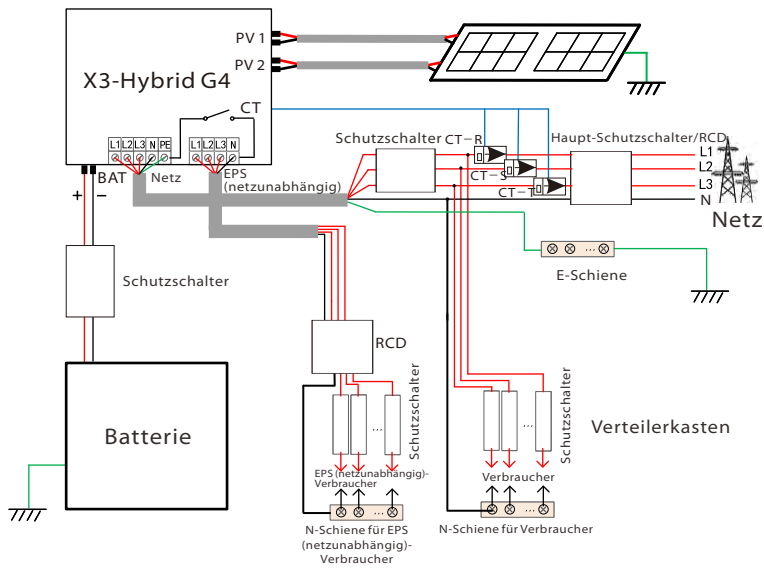 PV 1
PV 2
X3-Hybrid G4
CT
L1 L2 L3 N PE
L1 L2 L3 N
BAT
+
−
Netz
EPS
(netzunabhängig)
Schutzschalter
CT−R
CT−S
CT−T
Haupt-Schutzschalter/RCD
L1
L2
L3
N
Netz
...
E-Schiene
Schutzschalter
RCD
Batterie
...
Schutzschalter
EPS (netzunabhängig)-
Verbraucher
...
N-Schiene für EPS
(netzunabhängig)-
Verbraucher
...
Schutzschalter
Verbraucher
...
N-Schiene für Verbraucher
Verteilerkasten